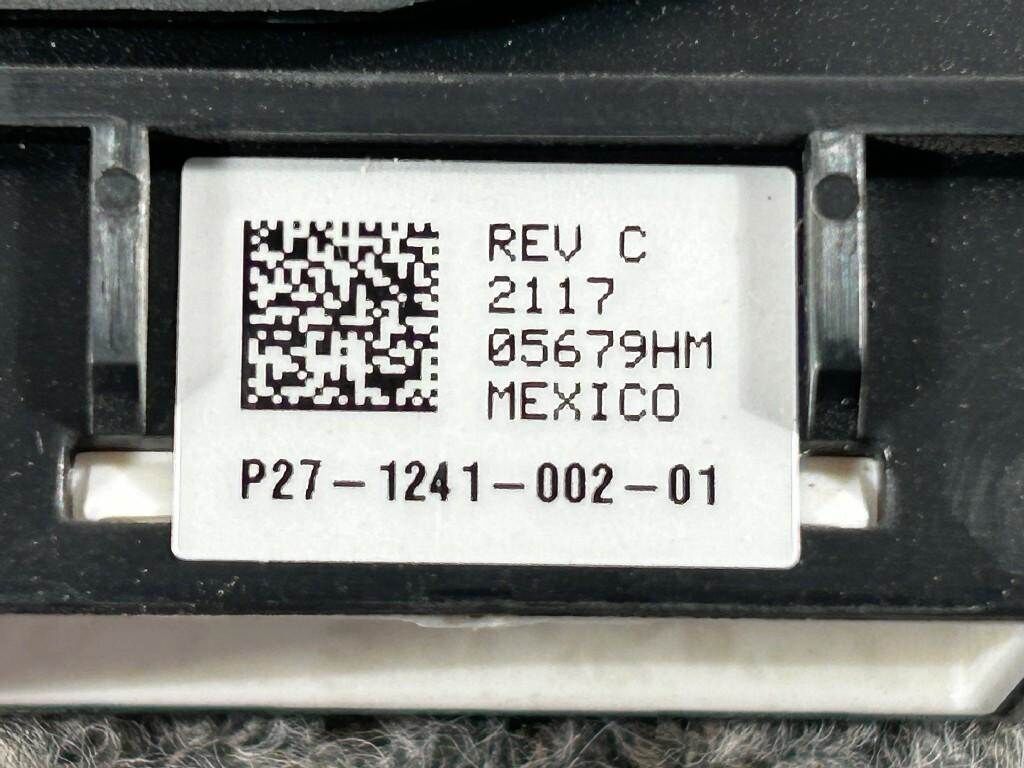 REV C
2117
05679HM
MEXICO
P27-1241-002-01